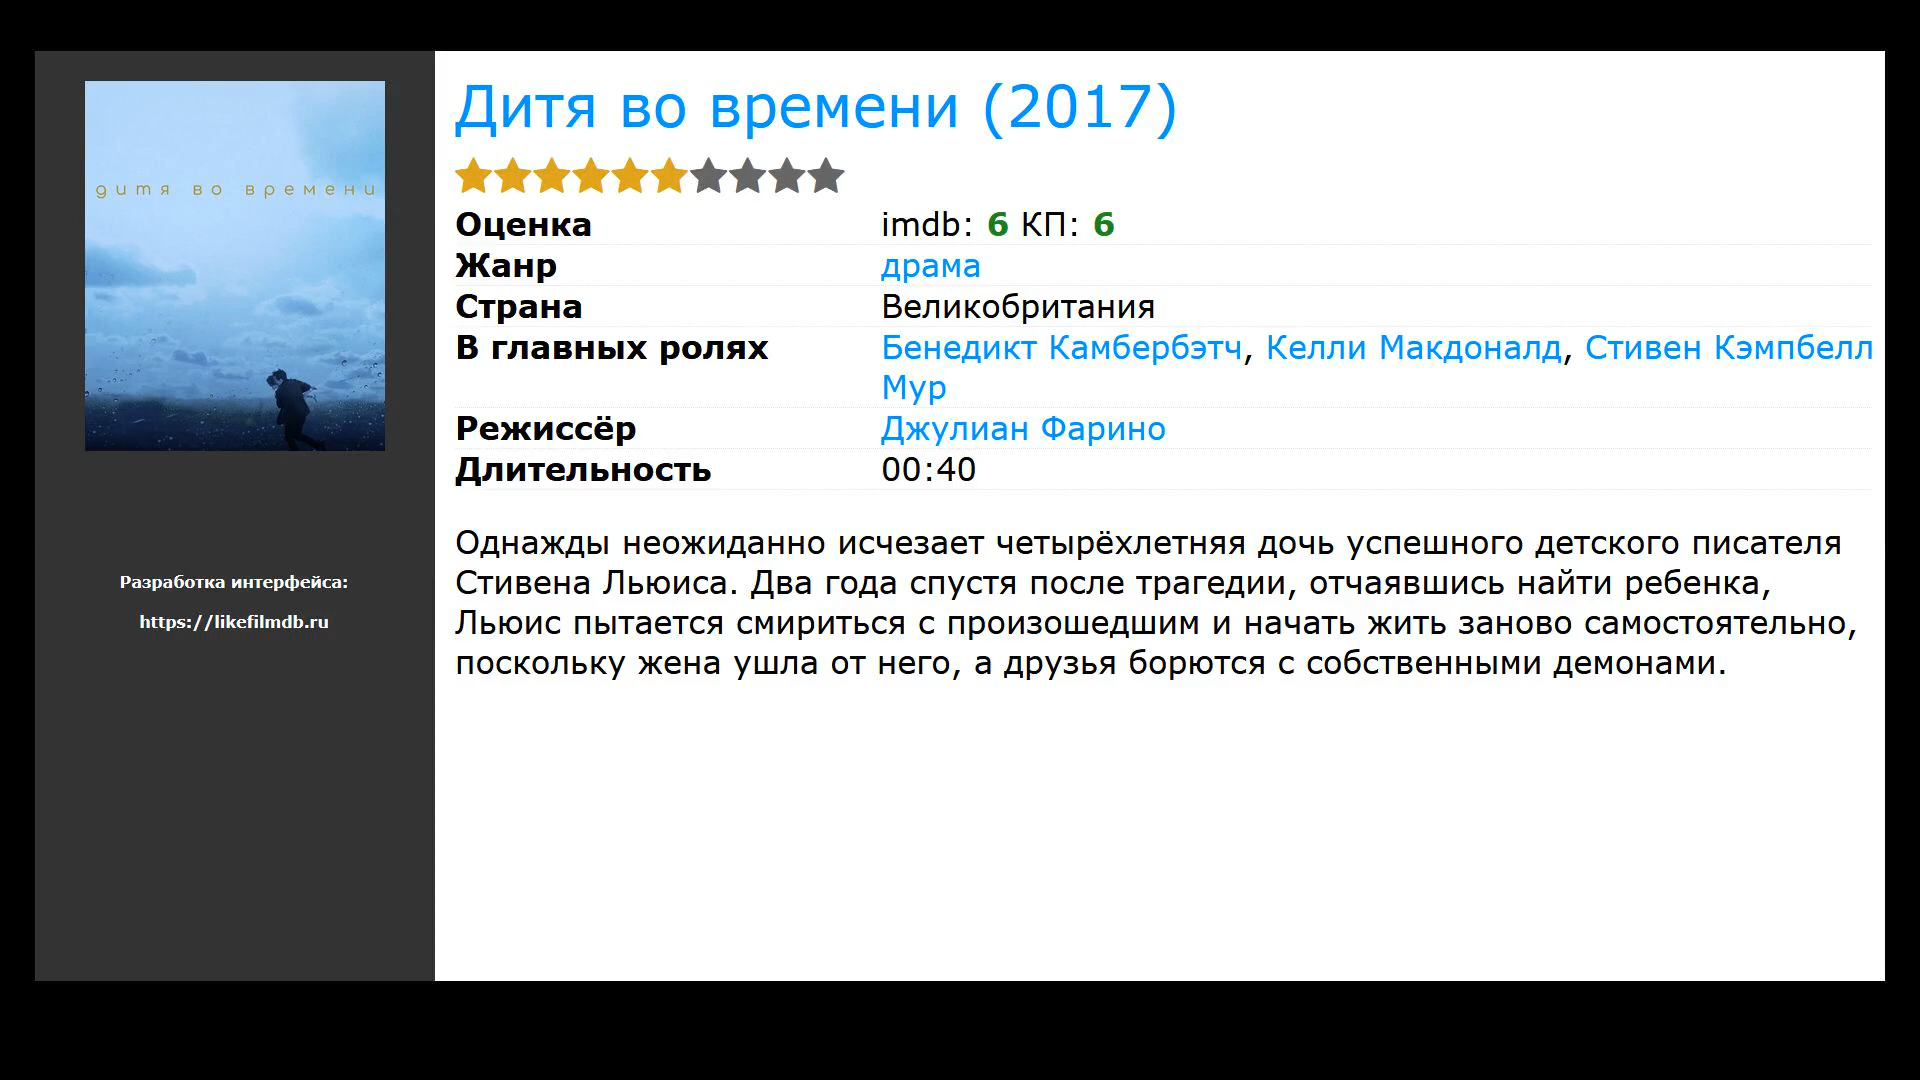 дитя во времени
Разработка интерфейса:
https://likefilmdb.ru
Дитя во времени (2017)
Оценка imdb: 6 КП: 6
Жанр драма
Страна Великобритания
В главных ролях Бенедикт Камбербэтч, Келли Макдоналд, Стивен Кэмпбелл
Мур
Режиссёр Джулиан Фарино
Длительность 00:40
Однажды неожиданно исчезает четырёхлетняя дочь успешного детского писателя
Стивена Льюиса. Два года спустя после трагедии, отчаявшись найти ребенка,
Льюис пытается смириться с произошедшим и начать жить заново самостоятельно,
поскольку жена ушла от него, а друзья борются с собственными демонами.